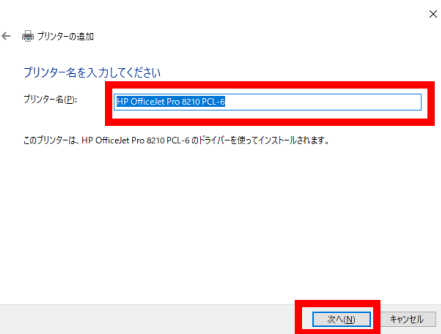 プリンターの追加
プリンター名を入力してください
プリンター名(P):
HP OfficeJet Pro 8210 PCL-6
このプリンターは、HP OfficeJet Pro 8210 PCL-6 のドライバーを使ってインストールされます。
次へ(N)
キャンセル